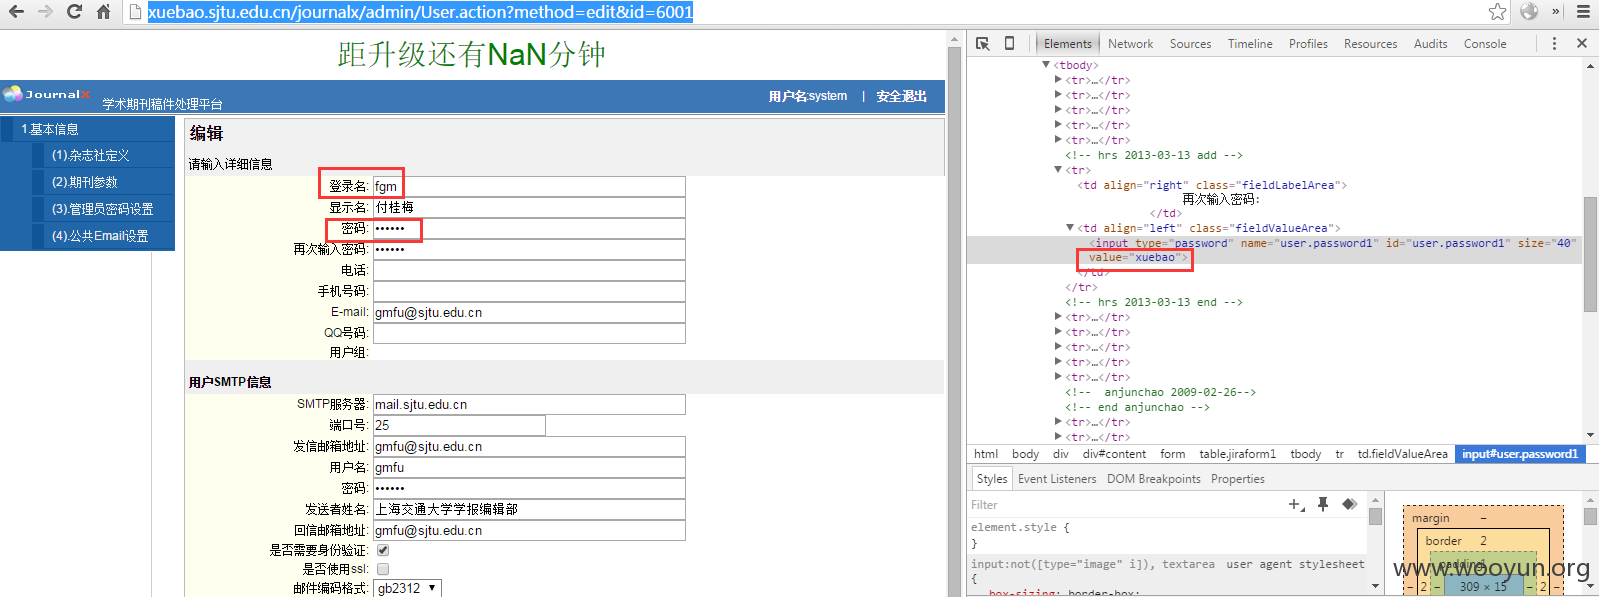 xuebao.sjtu.edu.cn/journalx/admin/User.action?method=edit&id=6001
距升级还有NaN分钟
JournalX 学术期刊稿件处理平台
用户名:system | 安全退出
1.基本信息
(1).杂志社定义
(2).期刊参数
(3).管理员密码设置
(4).公共Email设置
编辑
请输入详细信息
登录名: fgm
显示名: 付桂梅
密码: ••••••
再次输入密码: ••••••
电话:
手机号码:
E-mail: gmfu@sjtu.edu.cn
QQ号码:
用户组:
用户SMTP信息
SMTP服务器: mail.sjtu.edu.cn
端口号: 25
发信邮箱地址: gmfu@sjtu.edu.cn
用户名: gmfu
密码: ••••••
发送者姓名: 上海交通大学学报编辑部
回信邮箱地址: gmfu@sjtu.edu.cn
是否需要身份验证:
是否使用ssl:
邮件编码格式: gb2312
Elements Network Sources Timeline Profiles Resources Audits Console
<tbody>
<tr>…</tr>
<tr>…</tr>
<tr>…</tr>
<tr>…</tr>
<tr>…</tr>
<!-- hrs 2013-03-13 add -->
<tr>
<td align="right" class="fieldLabelArea">
再次输入密码:
</td>
<td align="left" class="fieldValueArea">
<input type="password" name="user.password1" id="user.password1" size="40"
value="xuebao">
</td>
</tr>
<!-- hrs 2013-03-13 end -->
<tr>…</tr>
<tr>…</tr>
<tr>…</tr>
<tr>…</tr>
<tr>…</tr>
<!-- anjunchao 2009-02-26-->
<!-- end anjunchao -->
<tr>…</tr>
<tr>…</tr>
html body div div#content form table.jiraform1 tbody tr td.fieldValueArea input#user.password1
Styles Event Listeners DOM Breakpoints Properties
Filter
element.style {
}
input:not([type="image" i]), textarea user agent stylesheet
{
box-sizing: border-box;
margin –
border 2
padding
– 2 – 309 × 15 – 2 –
www.wooyun.org